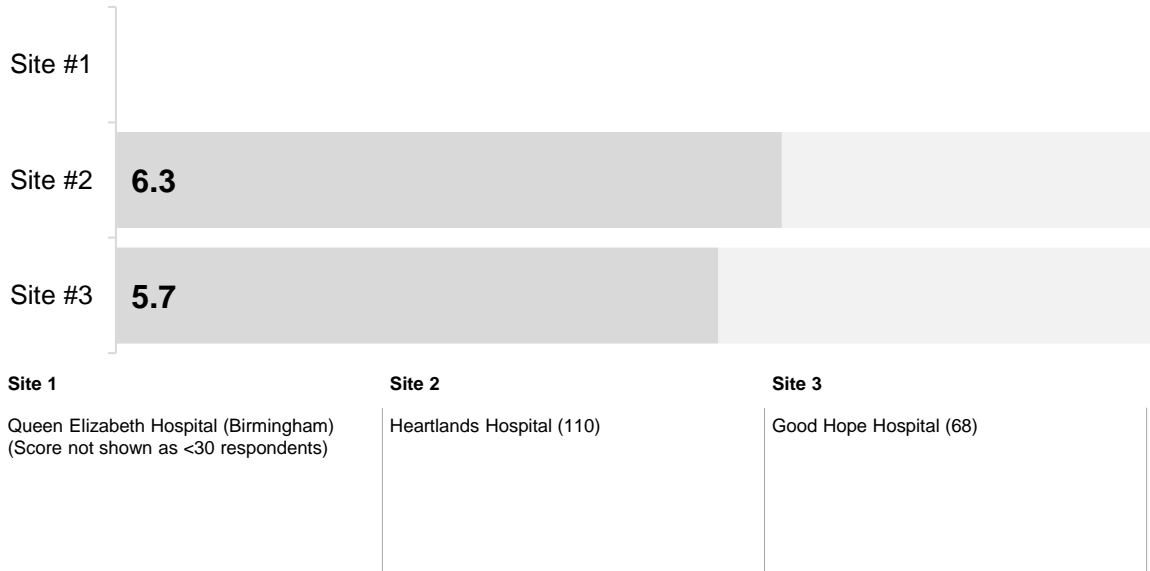 Site #1
Site #2
6.3
Site #3
5.7
Site 1
Queen Elizabeth Hospital (Birmingham)
(Score not shown as <30 respondents)
Site 2
Heartlands Hospital (110)
Site 3
Good Hope Hospital (68)